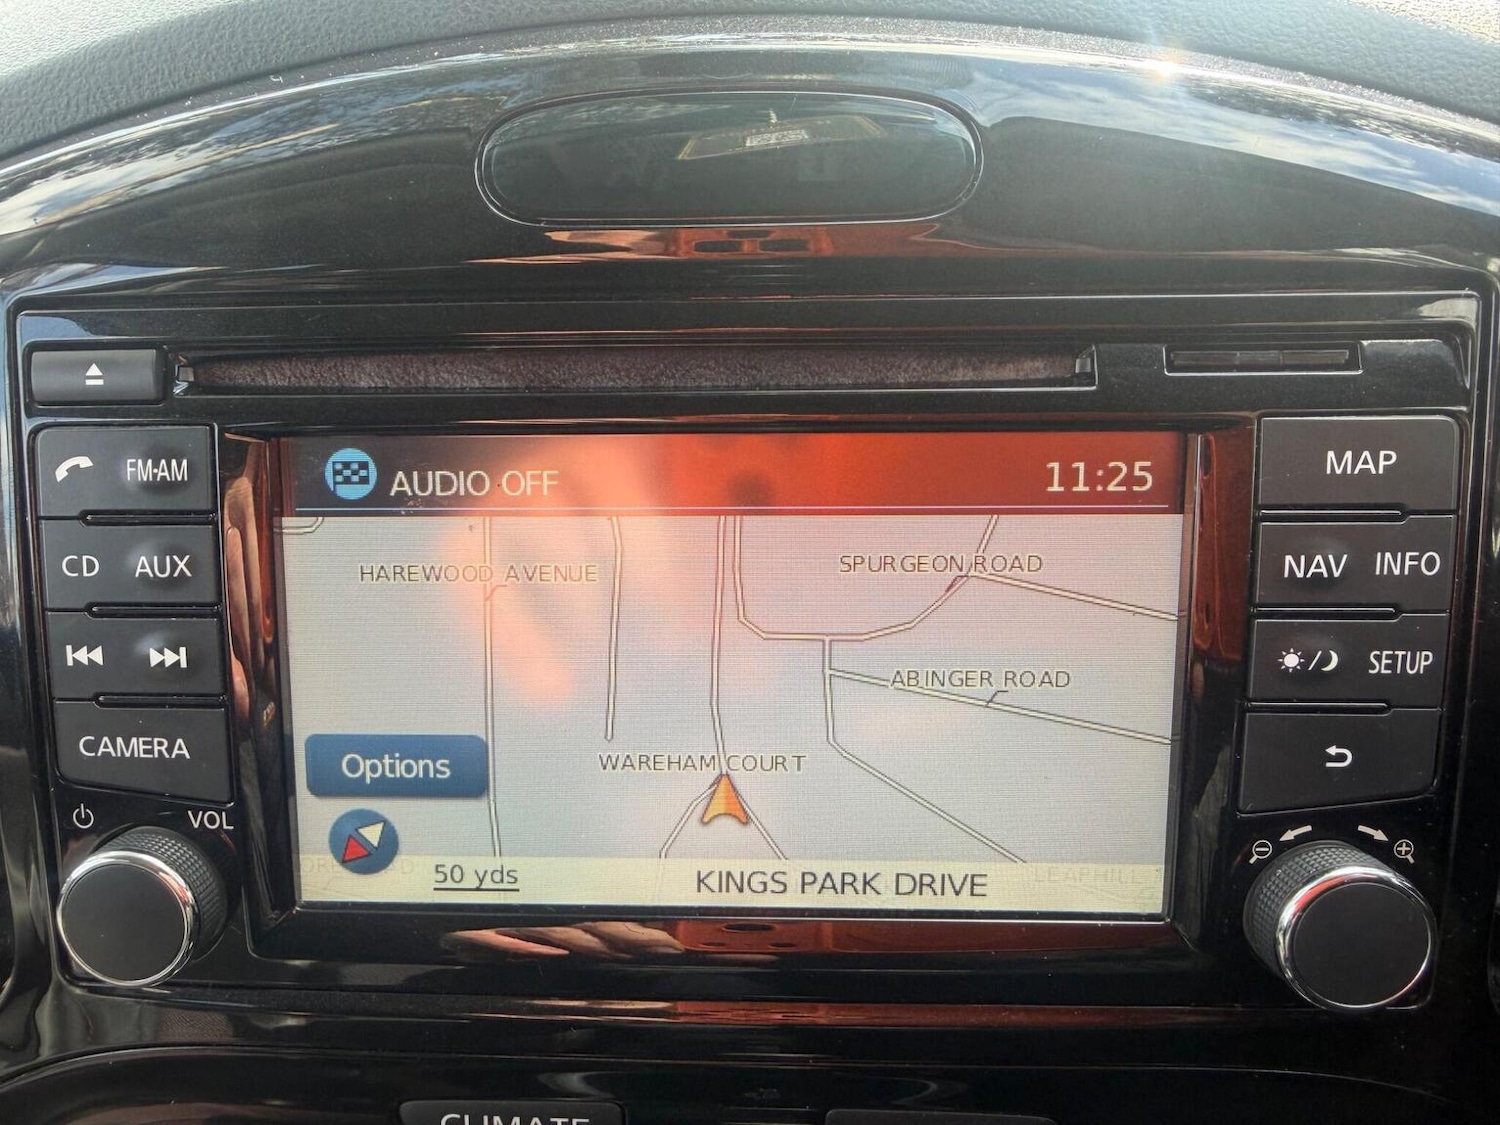 FM·AM
CD AUX
CAMERA
VOL
AUDIO OFF 11:25
HAREWOOD AVENUE
SPURGEON ROAD
ABINGER ROAD
WAREHAM COURT
Options
50 yds
KINGS PARK DRIVE
MAP
NAV INFO
SETUP
CLIMATE